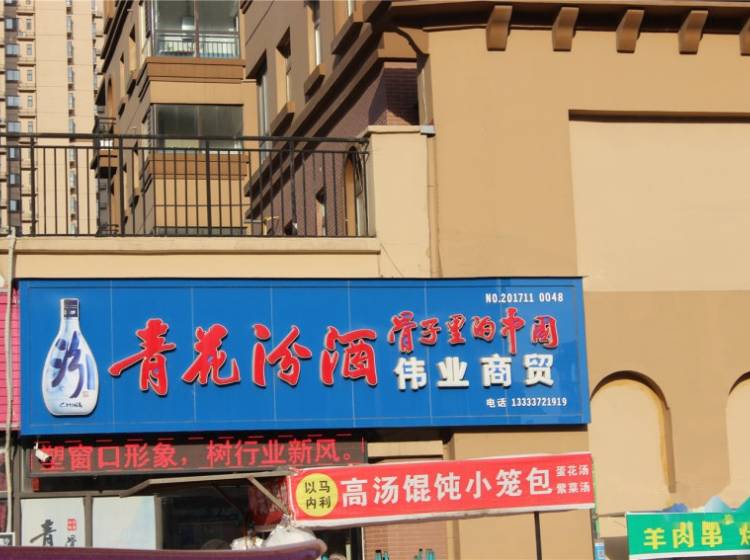 NO.201711 0048
汾
青花汾酒 骨子里的中国
伟业商贸
电话 13333721919
塑窗口形象，树行业新风。
以马内利
高汤馄饨小笼包
蛋花汤
紫菜汤
羊肉串
青